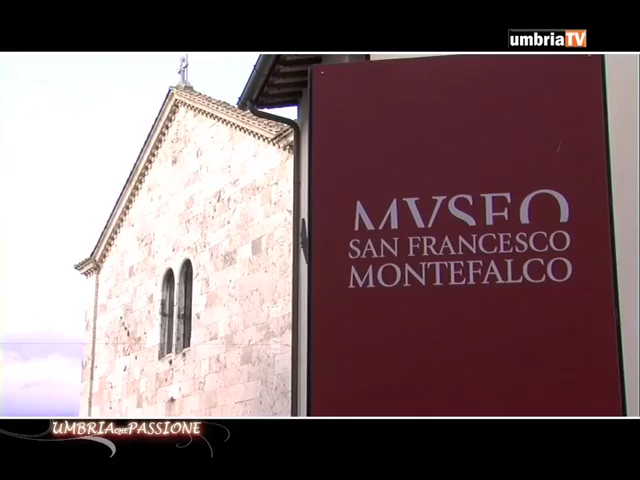 umbriaTV
MVSEO
SAN FRANCESCO
MONTEFALCO
UMBRIA CHE PASSIONE